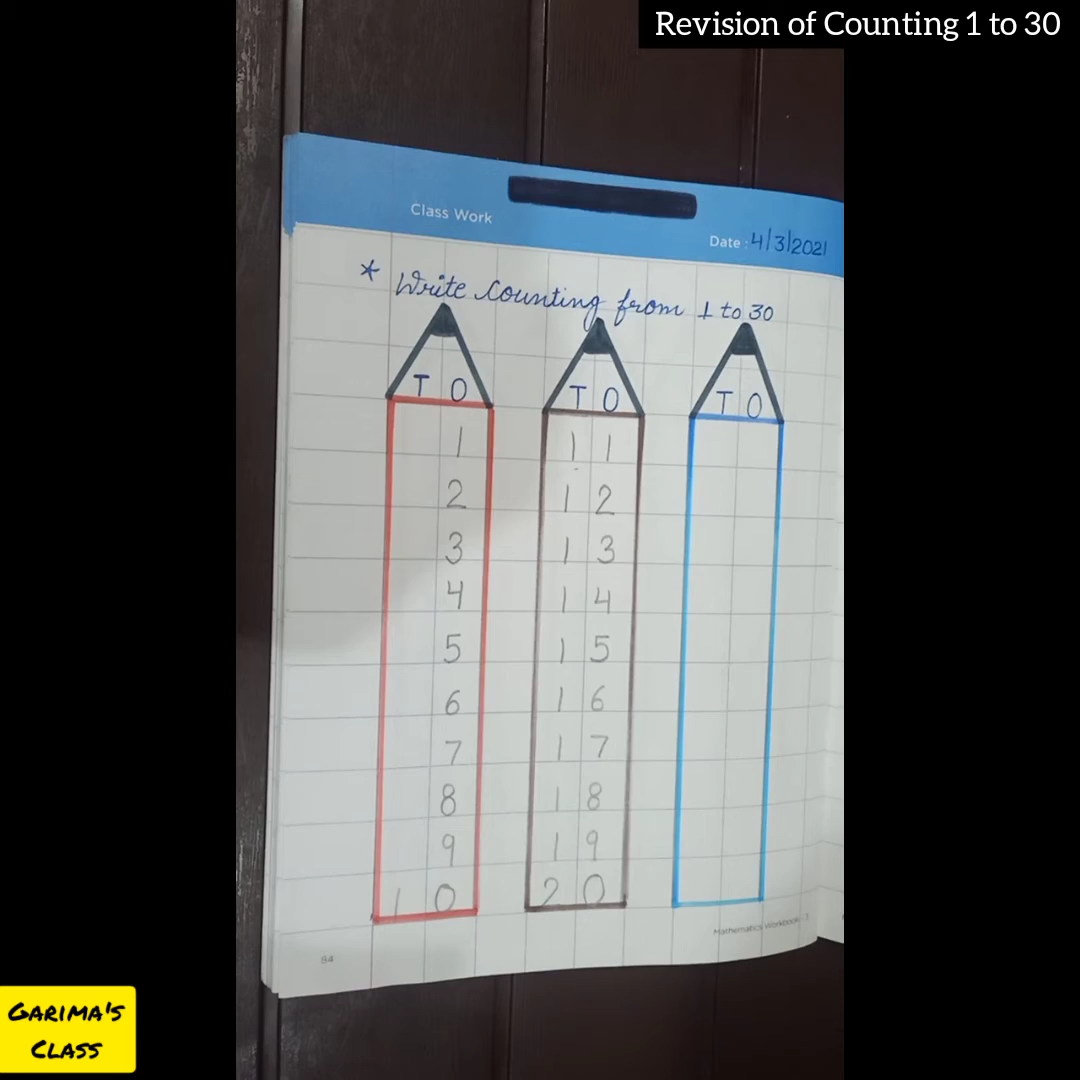 Revision of Counting 1 to 30
Class Work
Date : 4/3/2021
* Write Counting from 1 to 30
T O T O T O
1 1 1
2 1 2
3 1 3
4 1 4
5 1 5
6 1 6
7 1 7
8 1 8
9 1 9
1 0 2 0
Mathematics Workbook
84
GARIMA'S
CLASS